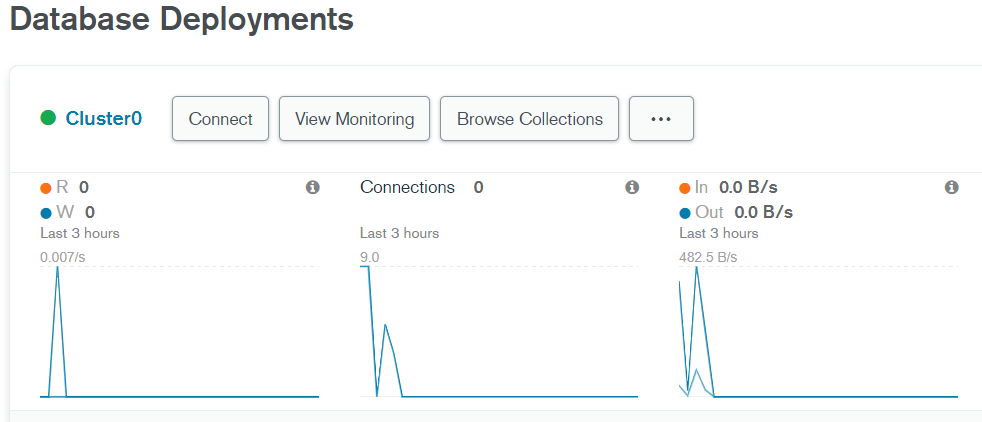 Database Deployments
Cluster0 Connect View Monitoring Browse Collections ...
R 0
W 0
Last 3 hours
0.007/s
Connections 0
Last 3 hours
9.0
In 0.0 B/s
Out 0.0 B/s
Last 3 hours
482.5 B/s